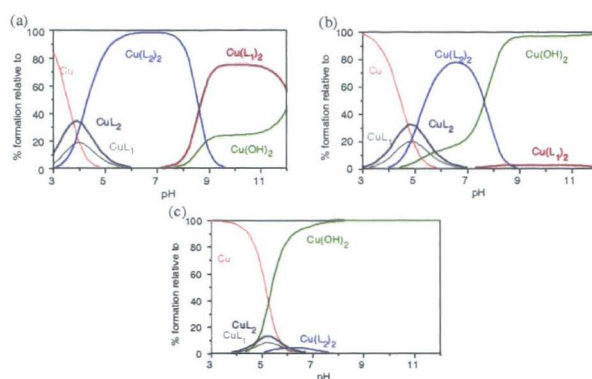 (a)
% formation relative to
100
80
60
40
20
0
Cu
Cu(L₂)₂
Cu(L₁)₂
CuL₂
CuL₁
Cu(OH)₂
3 5 7 9 11
pH
(b)
% formation relative to
100
80
60
40
20
0
Cu(L₂)₂
Cu(OH)₂
Cu
CuL₂
CuL₁
Cu(L₁)₂
3 5 7 9 11
pH
(c)
% formation relative to
100
80
60
40
20
0
Cu(OH)₂
Cu
CuL₂
CuL₁
Cu(L₂)₂
3 5 7 9 11
pH